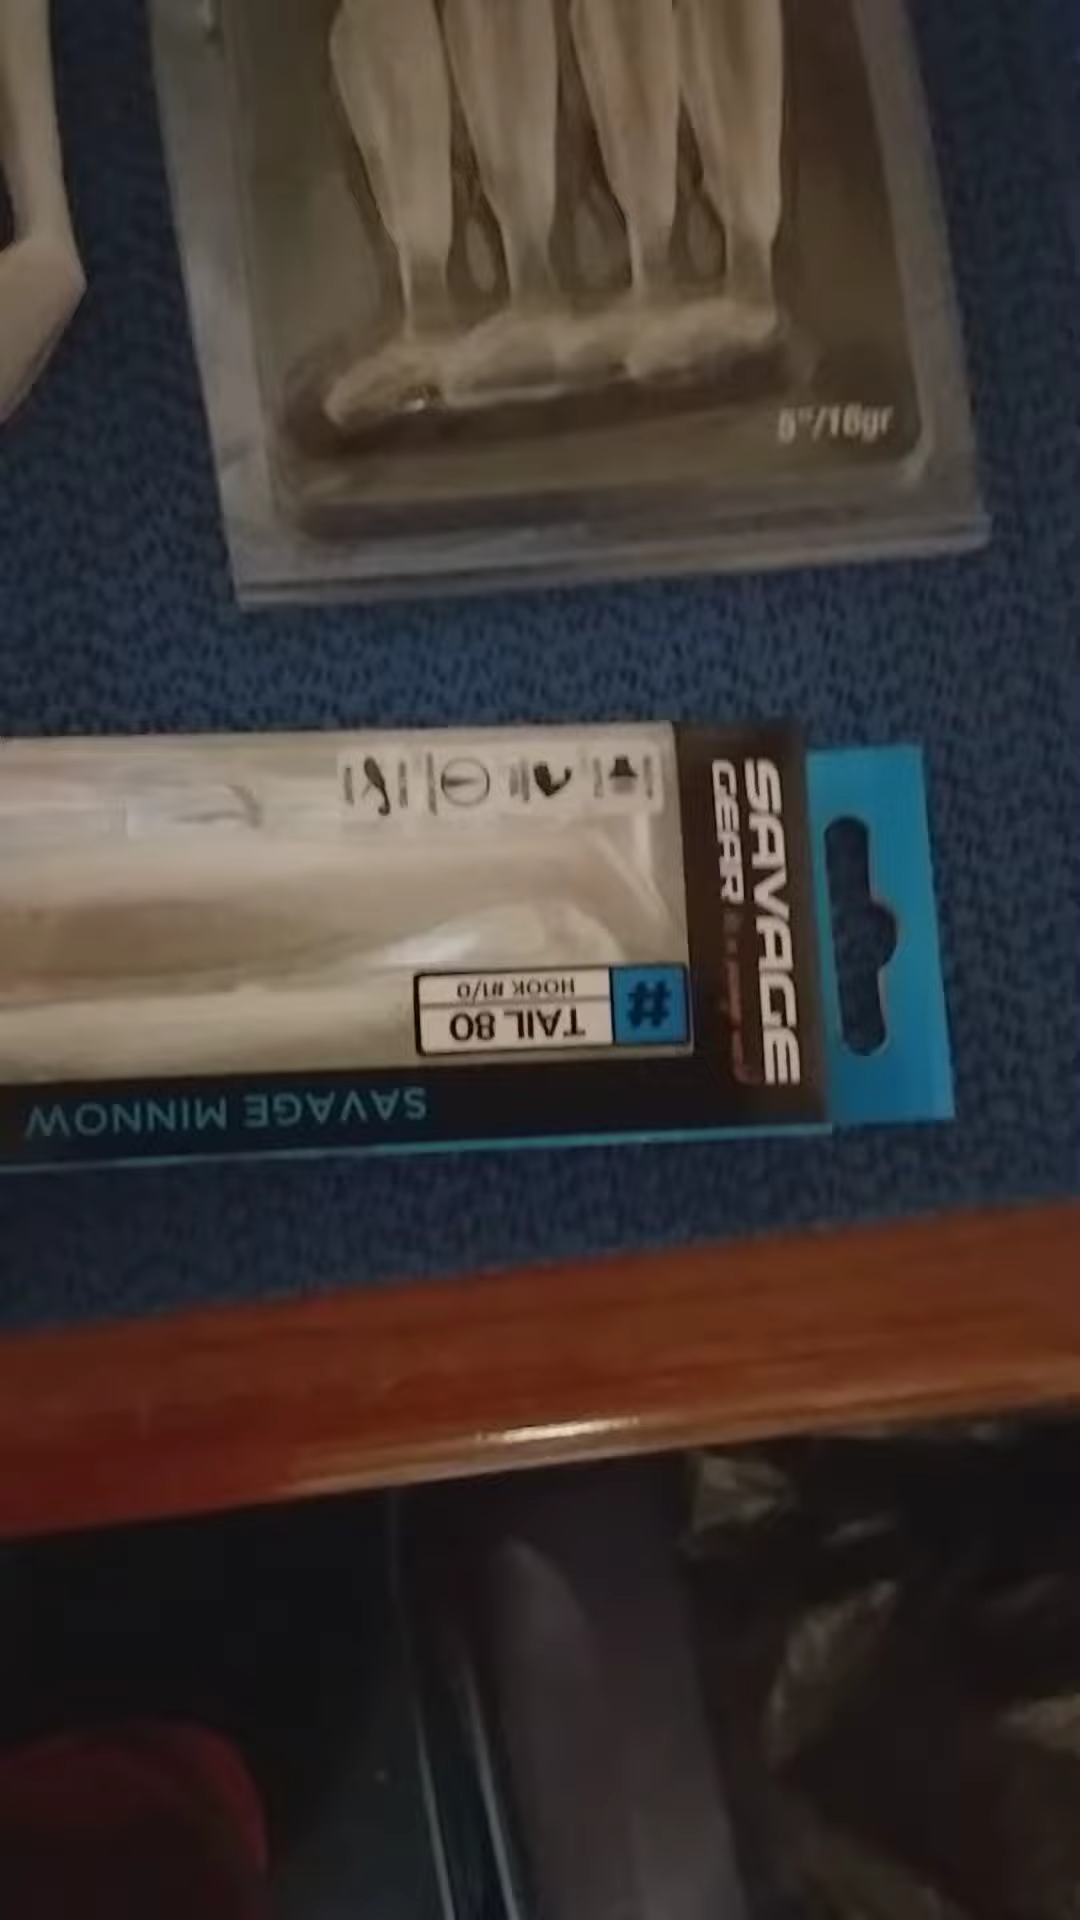 5"/16gr
SAVAGE
GEAR
#
TAIL 80
HOOK #1/0
SAVAGE MINNOW